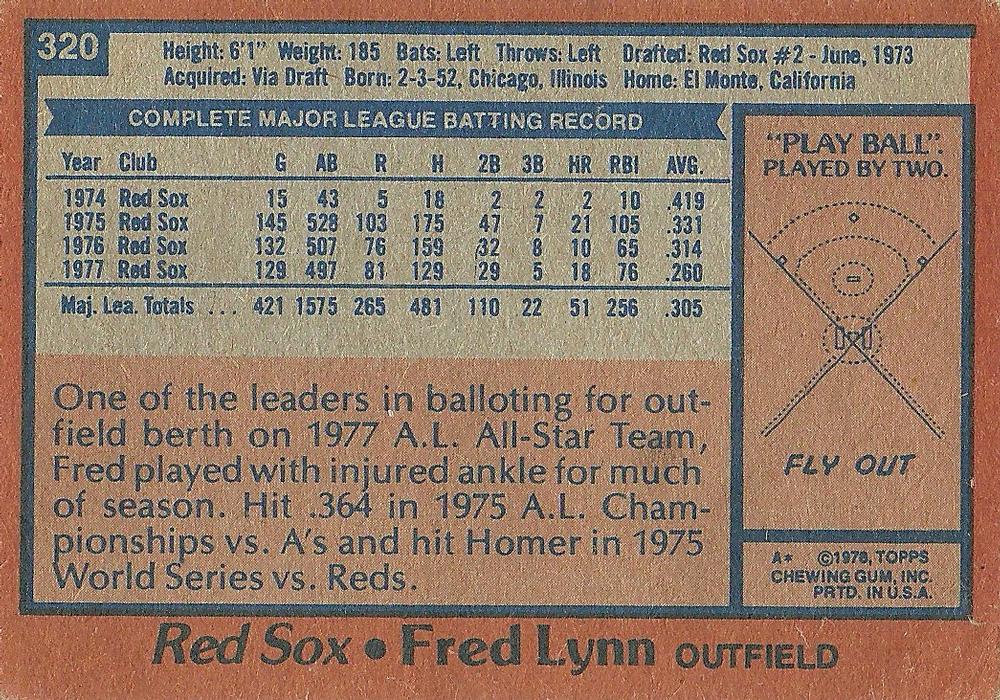 320
Height: 6'1" Weight: 185 Bats: Left Throws: Left Drafted: Red Sox #2 - June, 1973
Acquired: Via Draft Born: 2-3-52, Chicago, Illinois Home: El Monte, California
COMPLETE MAJOR LEAGUE BATTING RECORD
Year Club G AB R H 2B 3B HR RBI AVG.
1974 Red Sox 15 43 5 18 2 2 2 10 .419
1975 Red Sox 145 528 103 175 47 7 21 105 .331
1976 Red Sox 132 507 76 159 32 8 10 65 .314
1977 Red Sox 129 497 81 129 29 5 18 76 .260
Maj. Lea. Totals ... 421 1575 265 481 110 22 51 256 .305
One of the leaders in balloting for out-
field berth on 1977 A.L. All-Star Team,
Fred played with injured ankle for much
of season. Hit .364 in 1975 A.L. Cham-
pionships vs. A's and hit Homer in 1975
World Series vs. Reds.
"PLAY BALL".
PLAYED BY TWO.
FLY OUT
A* ©1978, TOPPS
CHEWING GUM, INC.
PRTD. IN U.S.A.
Red Sox • Fred Lynn OUTFIELD